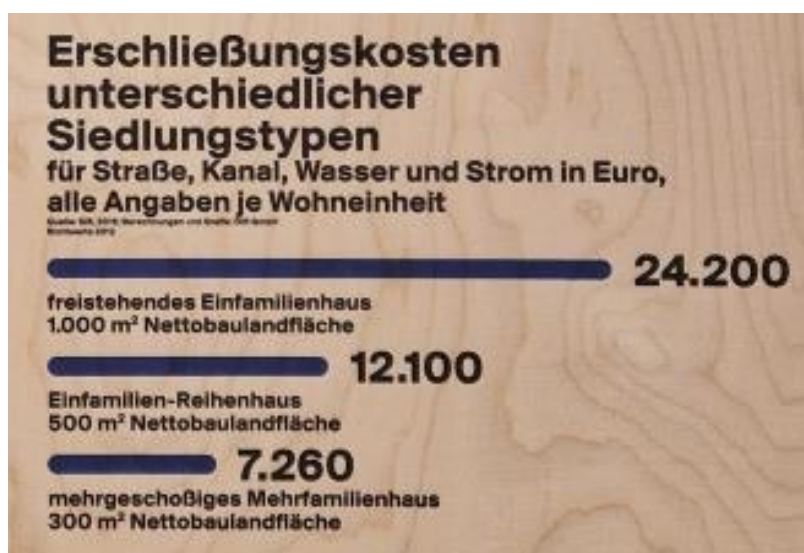 Erschließungskosten
unterschiedlicher
Siedlungstypen
für Straße, Kanal, Wasser und Strom in Euro,
alle Angaben je Wohneinheit
24.200
freistehendes Einfamilienhaus
1.000 m² Nettobaulandfläche
12.100
Einfamilien-Reihenhaus
500 m² Nettobaulandfläche
7.260
mehrgeschoßiges Mehrfamilienhaus
300 m² Nettobaulandfläche